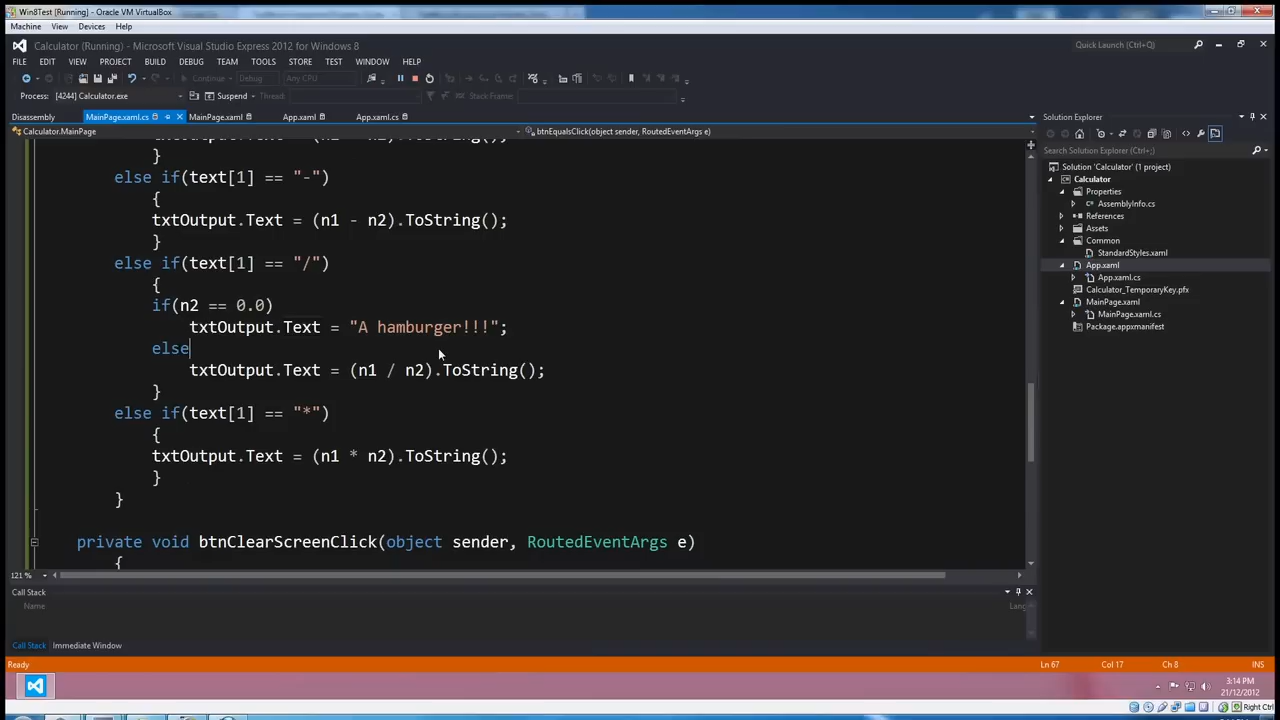 Win8Test [Running] - Oracle VM VirtualBox
Machine View Devices Help
Calculator (Running) - Microsoft Visual Studio Express 2012 for Windows 8
Quick Launch (Ctrl+Q)
FILE EDIT VIEW PROJECT BUILD DEBUG TEAM TOOLS STORE TEST WINDOW HELP
Continue Debug Any CPU
Process: [4244] Calculator.exe Suspend Thread: Stack Frame:
Disassembly MainPage.xaml.cs MainPage.xaml App.xaml App.xaml.cs
Calculator.MainPage btnEqualsClick(object sender, RoutedEventArgs e)
}
else if(text[1] == "-")
{
txtOutput.Text = (n1 - n2).ToString();
}
else if(text[1] == "/")
{
if(n2 == 0.0)
txtOutput.Text = "A hamburger!!!";
else
txtOutput.Text = (n1 / n2).ToString();
}
else if(text[1] == "*")
{
txtOutput.Text = (n1 * n2).ToString();
}
}
private void btnClearScreenClick(object sender, RoutedEventArgs e)
{
121 %
Solution Explorer
Search Solution Explorer (Ctrl+;)
Solution 'Calculator' (1 project)
Calculator
Properties
AssemblyInfo.cs
References
Assets
Common
StandardStyles.xaml
App.xaml
App.xaml.cs
Calculator_TemporaryKey.pfx
MainPage.xaml
MainPage.xaml.cs
Package.appxmanifest
Call Stack
Name Lang
Call Stack Immediate Window
Ready Ln 67 Col 17 Ch 8 INS
3:14 PM
21/12/2012
Right Ctrl